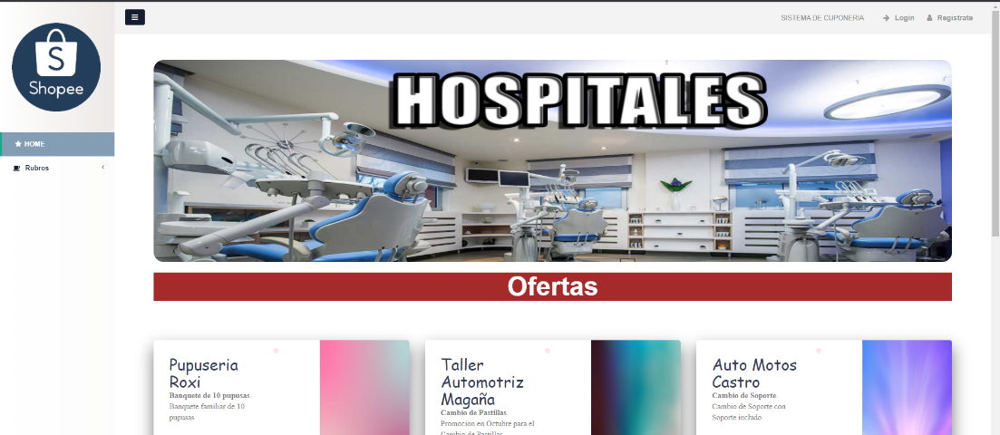 SISTEMA DE CUPONERIA
Login
Registrate
S
Shopee
HOME
Rubros
HOSPITALES
Ofertas
Pupuseria
Roxi
Banquete de 10 pupusas.
Banquete familiar de 10
pupusas
Taller
Automotriz
Magaña
Cambio de Pastillas.
Promocion en Octubre para el
Cambio de Pastillas
Auto Motos
Castro
Cambio de Soporte.
Cambio de Soporte con
Soporte incluido